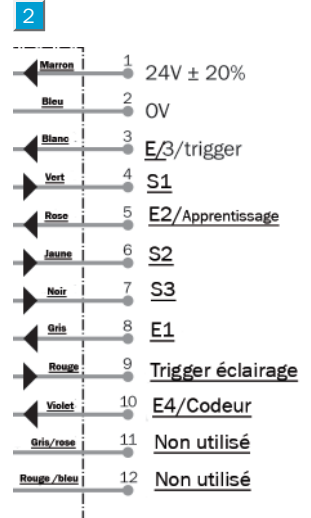 2
Marron 1 24V ± 20%
Bleu 2 0V
Blanc 3 E/3/trigger
Vert 4 S1
Rose 5 E2/Apprentissage
Jaune 6 S2
Noir 7 S3
Gris 8 E1
Rouge 9 Trigger éclairage
Violet 10 E4/Codeur
Gris/rose 11 Non utilisé
Rouge /bleu 12 Non utilisé